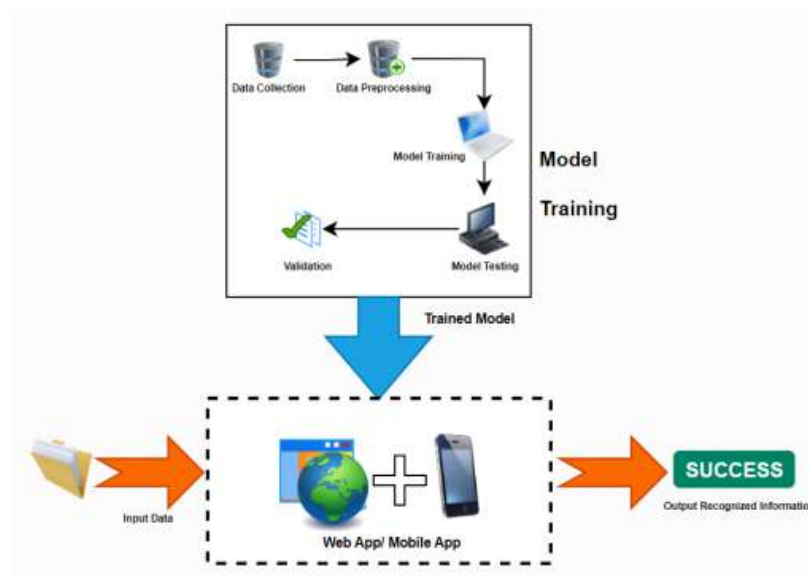 Data Collection
Data Preprocessing
Model Training
Model
Training
Validation
Model Testing
Trained Model
SUCCESS
Input Data
Output Recognized Informatio
Web App/ Mobile App